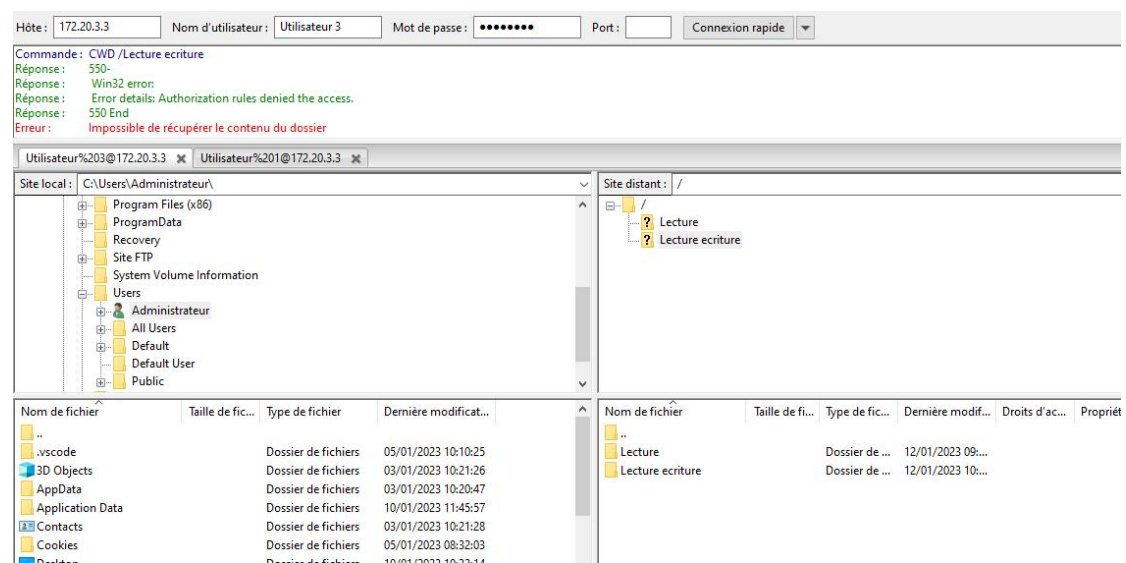 Hôte : 172.20.3.3 Nom d'utilisateur : Utilisateur 3 Mot de passe : ●●●●●●●● Port : Connexion rapide
Commande : CWD /Lecture ecriture
Réponse : 550-
Réponse : Win32 error:
Réponse : Error details: Authorization rules denied the access.
Réponse : 550 End
Erreur : Impossible de récupérer le contenu du dossier
Utilisateur%203@172.20.3.3 Utilisateur%201@172.20.3.3
Site local : C:\Users\Administrateur\
Program Files (x86)
ProgramData
Recovery
Site FTP
System Volume Information
Users
Administrateur
All Users
Default
Default User
Public
Site distant : /
/
? Lecture
? Lecture ecriture
Nom de fichier Taille de fic... Type de fichier Dernière modificat...
..
.vscode Dossier de fichiers 05/01/2023 10:10:25
3D Objects Dossier de fichiers 03/01/2023 10:21:26
AppData Dossier de fichiers 03/01/2023 10:20:47
Application Data Dossier de fichiers 10/01/2023 11:45:57
Contacts Dossier de fichiers 03/01/2023 10:21:28
Cookies Dossier de fichiers 05/01/2023 08:32:03
Nom de fichier Taille de fi... Type de fic... Dernière modif... Droits d'ac... Propriét
..
Lecture Dossier de ... 12/01/2023 09:...
Lecture ecriture Dossier de ... 12/01/2023 10:...